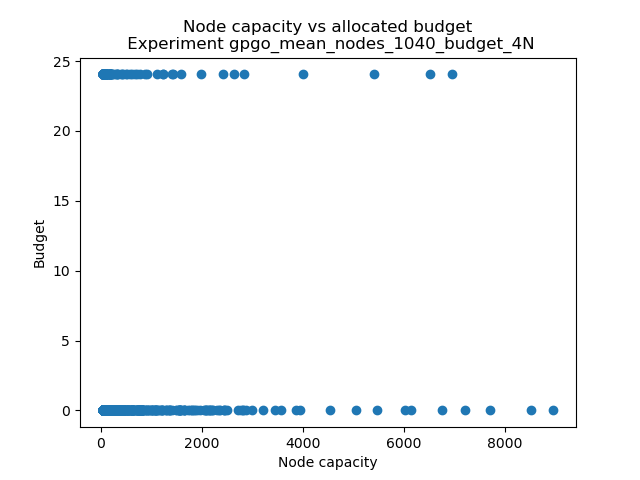 Node capacity vs allocated budget
Experiment gpgo_mean_nodes_1040_budget_4N
25
20
15
10
5
0
Budget
0 2000 4000 6000 8000
Node capacity